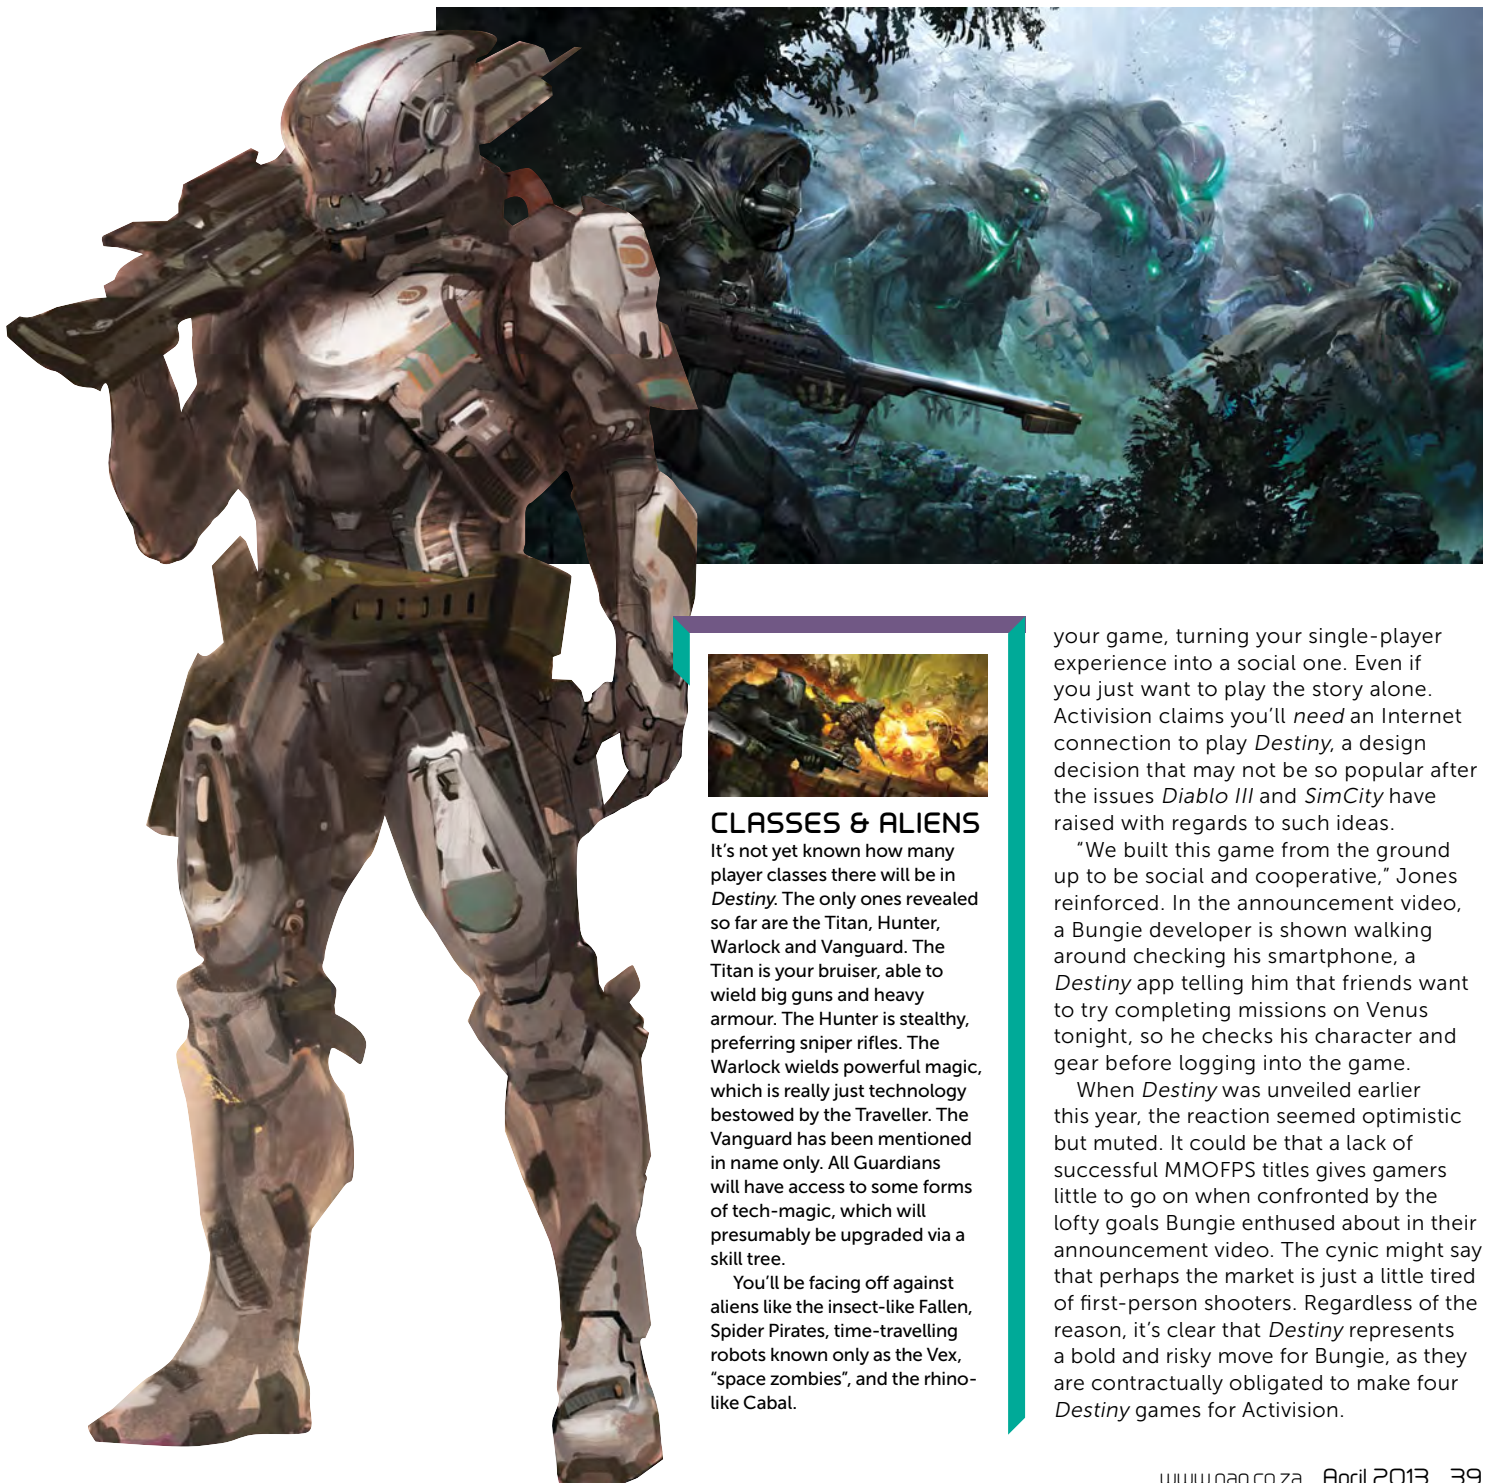 CLASSES & ALIENS
It's not yet known how many
player classes there will be in
Destiny. The only ones revealed
so far are the Titan, Hunter,
Warlock and Vanguard. The
Titan is your bruiser, able to
wield big guns and heavy
armour. The Hunter is stealthy,
preferring sniper rifles. The
Warlock wields powerful magic,
which is really just technology
bestowed by the Traveller. The
Vanguard has been mentioned
in name only. All Guardians
will have access to some forms
of tech-magic, which will
presumably be upgraded via a
skill tree.
You'll be facing off against
aliens like the insect-like Fallen,
Spider Pirates, time-travelling
robots known only as the Vex,
"space zombies", and the rhino-
like Cabal.
your game, turning your single-player
experience into a social one. Even if
you just want to play the story alone.
Activision claims you'll need an Internet
connection to play Destiny, a design
decision that may not be so popular after
the issues Diablo III and SimCity have
raised with regards to such ideas.
"We built this game from the ground
up to be social and cooperative," Jones
reinforced. In the announcement video,
a Bungie developer is shown walking
around checking his smartphone, a
Destiny app telling him that friends want
to try completing missions on Venus
tonight, so he checks his character and
gear before logging into the game.
When Destiny was unveiled earlier
this year, the reaction seemed optimistic
but muted. It could be that a lack of
successful MMOFPS titles gives gamers
little to go on when confronted by the
lofty goals Bungie enthused about in their
announcement video. The cynic might say
that perhaps the market is just a little tired
of first-person shooters. Regardless of the
reason, it's clear that Destiny represents
a bold and risky move for Bungie, as they
are contractually obligated to make four
Destiny games for Activision.
www.nag.co.za April 2013 39